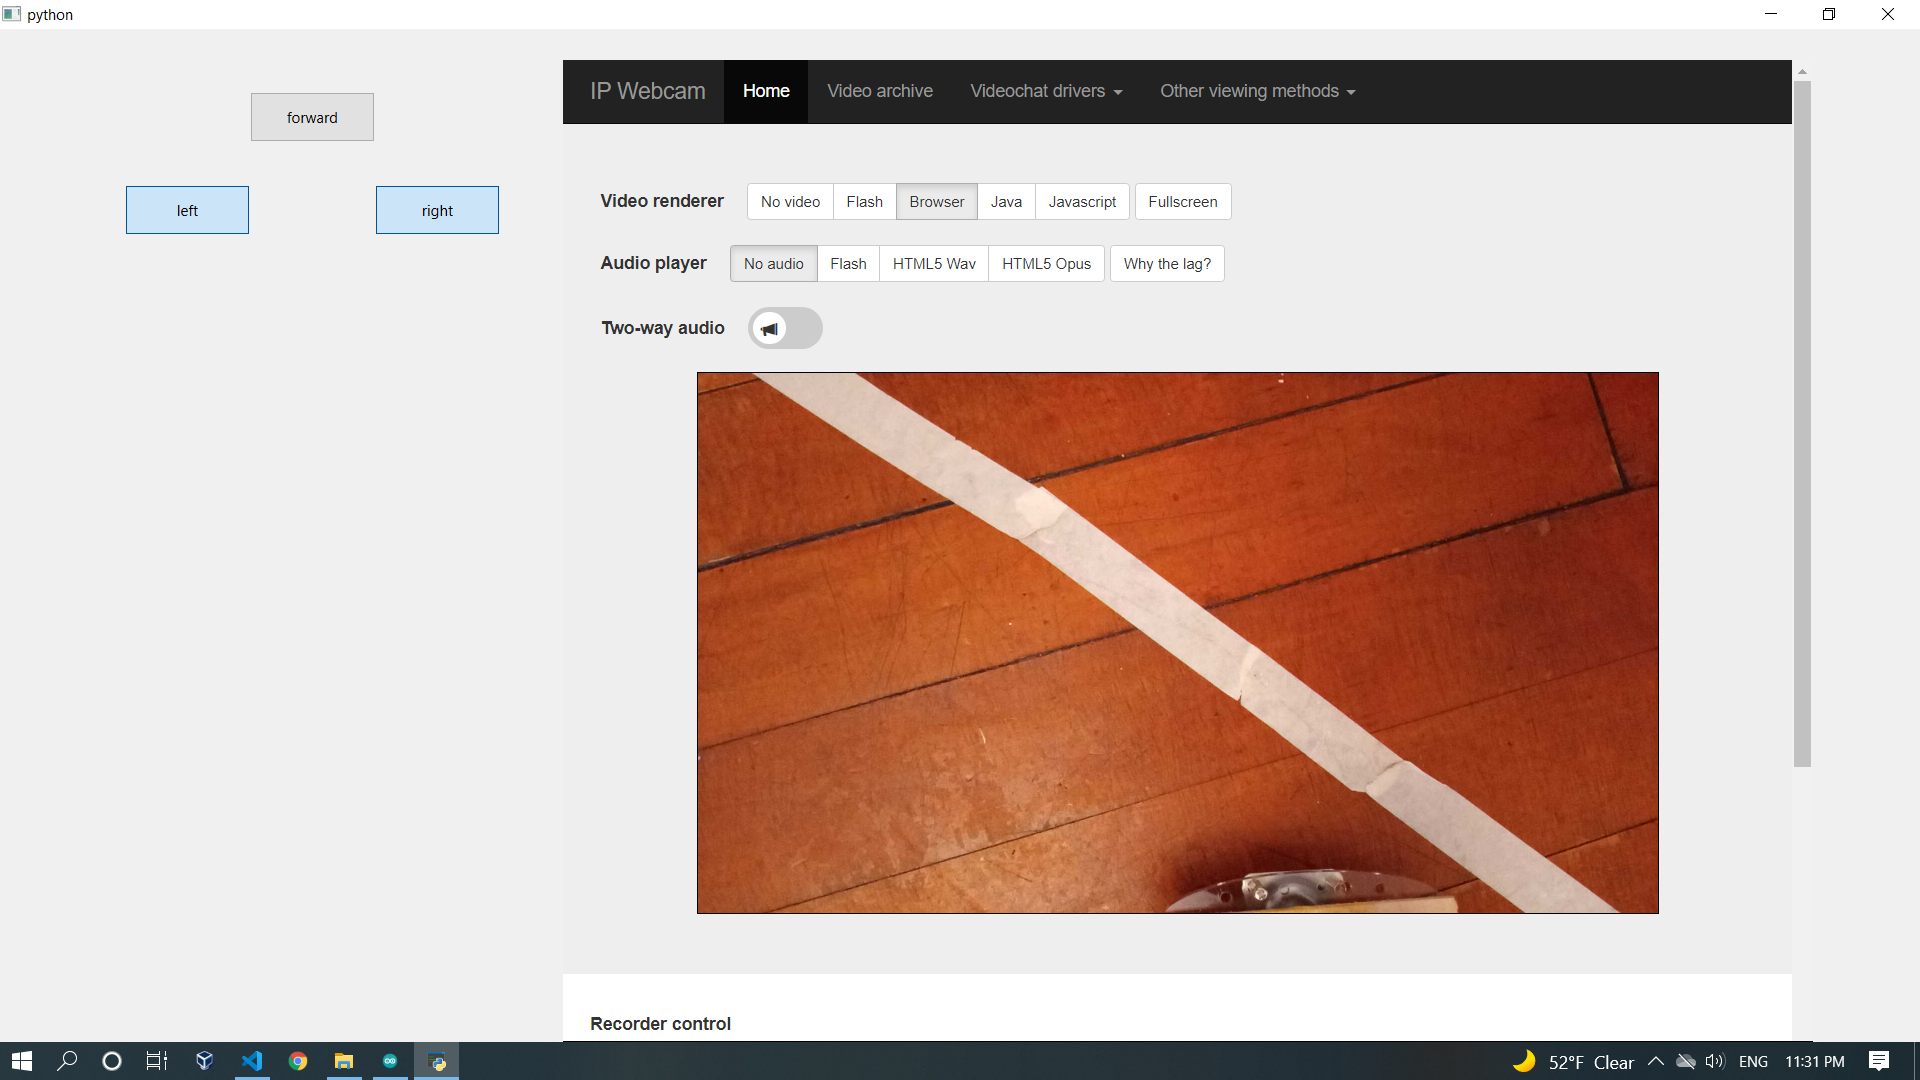 python
forward
left right
IP Webcam Home Video archive Videochat drivers Other viewing methods
Video renderer No video Flash Browser Java Javascript Fullscreen
Audio player No audio Flash HTML5 Wav HTML5 Opus Why the lag?
Two-way audio
Recorder control
52°F Clear ENG 11:31 PM